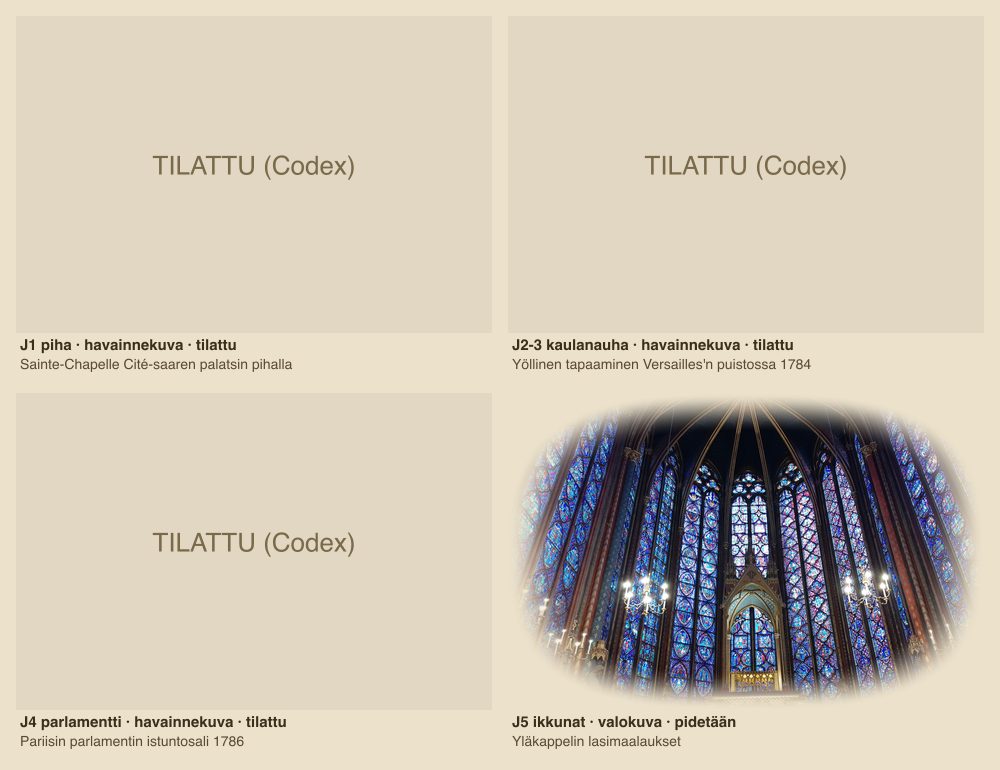 TILATTU (Codex)
TILATTU (Codex)
J1 piha · havainnekuva · tilattu
Sainte-Chapelle Cité-saaren palatsin pihalla
J2-3 kaulanauha · havainnekuva · tilattu
Yöllinen tapaaminen Versailles'n puistossa 1784
TILATTU (Codex)
J4 parlamentti · havainnekuva · tilattu
Pariisin parlamentin istuntosali 1786
J5 ikkunat · valokuva · pidetään
Yläkappelin lasimaalaukset